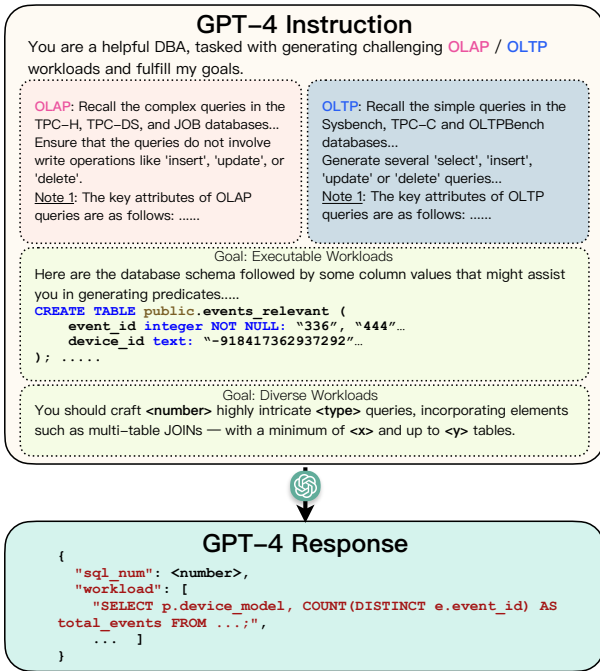 GPT-4 Instruction
You are a helpful DBA, tasked with generating challenging OLAP / OLTP
workloads and fulfill my goals.
OLAP: Recall the complex queries in the
TPC-H, TPC-DS, and JOB databases...
Ensure that the queries do not involve
write operations like 'insert', 'update', or
'delete'.
Note 1: The key attributes of OLAP
queries are as follows: ......
OLTP: Recall the simple queries in the
Sysbench, TPC-C and OLTPBench
databases...
Generate several 'select', 'insert',
'update' or 'delete' queries...
Note 1: The key attributes of OLTP
queries are as follows: ......
Goal: Executable Workloads
Here are the database schema followed by some column values that might assist
you in generating predicates.....
CREATE TABLE public.events_relevant (
event_id integer NOT NULL: “336”, “444”…
device_id text: “-918417362937292”…
); .....
Goal: Diverse Workloads
You should craft <number> highly intricate <type> queries, incorporating elements
such as multi-table JOINs — with a minimum of <x> and up to <y> tables.
GPT-4 Response
{
"sql_num": <number>,
"workload": [
"SELECT p.device_model, COUNT(DISTINCT e.event_id) AS
total_events FROM ...;",
... ]
}